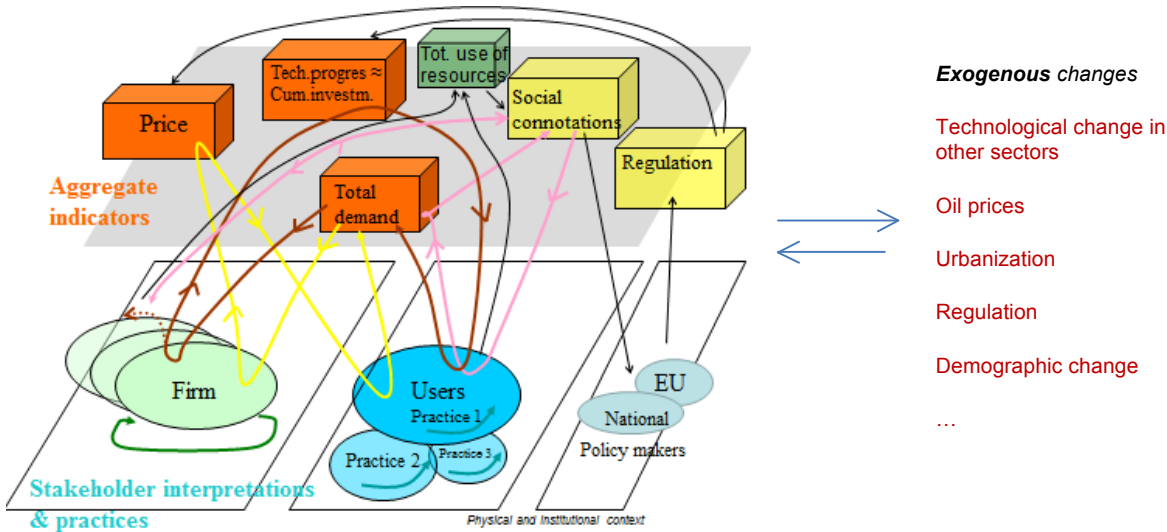 Tech.progres ≈
Cum.investm.
Tot. use of
resources
Price
Social
connotations
Regulation
Total
demand
Aggregate
indicators
Firm
Users
Practice 1
Practice 2
Practice 3
EU
National
Policy makers
Stakeholder interpretations
& practices
Physical and institutional context
Exogenous changes
Technological change in
other sectors
Oil prices
Urbanization
Regulation
Demographic change
…